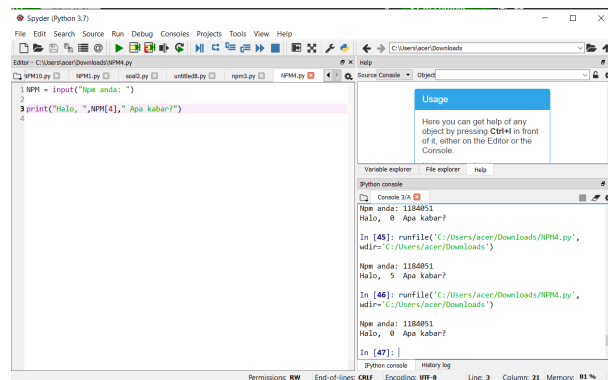 Spyder (Python 3.7)
File Edit Search Source Run Debug Consoles Projects Tools View Help
C:\Users\acer\Downloads
Editor - C:\Users\acer\Downloads\NPM4.py
NPM10.py NPM1.py soal2.py untitled8.py npm3.py NPM4.py
1 NPM = input("Npm anda: ")
2
3 print("Halo, ",NPM[4]," Apa kabar?")
4
Help
Source Console Object
Usage
Here you can get help of any
object by pressing Ctrl+I in front
of it, either on the Editor or the
Console.
Variable explorer File explorer Help
IPython console
Console 3/A
Npm anda: 1184051
Halo,  0  Apa kabar?
In [45]: runfile('C:/Users/acer/Downloads/NPM4.py',
wdir='C:/Users/acer/Downloads')
Npm anda: 1184051
Halo,  5  Apa kabar?
In [46]: runfile('C:/Users/acer/Downloads/NPM4.py',
wdir='C:/Users/acer/Downloads')
Npm anda: 1184051
Halo,  0  Apa kabar?
In [47]:
IPython console History log
Permissions: RW End-of-lines: CRLF Encoding: UTF-8 Line: 3 Column: 21 Memory: 81 %